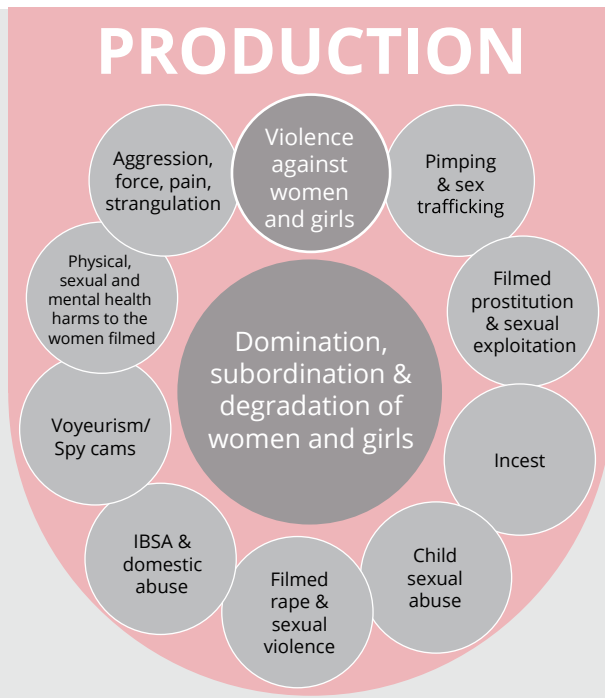 PRODUCTION
Violence
against
women
and girls
Pimping
& sex
trafficking
Filmed
prostitution
& sexual
exploitation
Incest
Child
sexual
abuse
Filmed
rape &
sexual
violence
IBSA &
domestic
abuse
Voyeurism/
Spy cams
Physical,
sexual and
mental health
harms to the
women filmed
Aggression,
force, pain,
strangulation
Domination,
subordination &
degradation of
women and girls